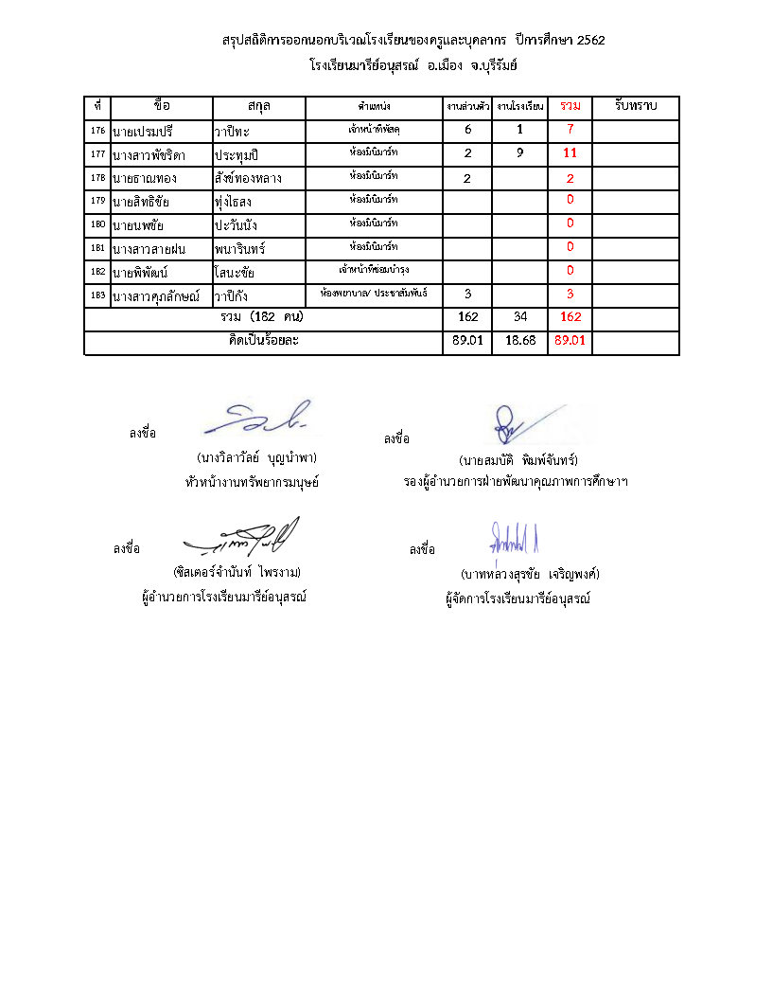 สรุปสถิติการออกนอกบริเวณโรงเรียนของครูและบุคลากร ปีการศึกษา 2562
โรงเรียนมารีย์อนุสรณ์ อ.เมือง จ.บุรีรัมย์
ที่ ชื่อ สกุล ตำแหน่ง งานส่วนตัว งานโรงเรียน รวม รับทราบ
176 นายเปรมปรี วาปีทะ เจ้าหน้าที่พัสดุ 6 1 7
177 นางสาวพัชริดา ประทุมปี ห้องมินิมาร์ท 2 9 11
178 นายธาณทอง สังข์ทองหลาง ห้องมินิมาร์ท 2 2
179 นายสิทธิชัย ทุ่งไธสง ห้องมินิมาร์ท 0
180 นายนพชัย ปะวันนัง ห้องมินิมาร์ท 0
181 นางสาวสายฝน พนารินทร์ ห้องมินิมาร์ท 0
182 นายพิพัฒน์ โสนะชัย เจ้าหน้าที่ซ่อมบำรุง 0
183 นางสาวศุภลักษณ์ วาปีกัง ห้องพยาบาล/ ประชาสัมพันธ์ 3 3
รวม (182 คน) 162 34 162
คิดเป็นร้อยละ 89.01 18.68 89.01
ลงชื่อ ลงชื่อ
(นางวิลาวัลย์ บุญนำพา) (นายสมบัติ พิมพ์จันทร์)
หัวหน้างานทรัพยากรมนุษย์ รองผู้อำนวยการฝ่ายพัฒนาคุณภาพการศึกษาฯ
ลงชื่อ ลงชื่อ
(ซิสเตอร์จำนันท์ ไพรงาม) (บาทหลวงสุรชัย เจริญพงศ์)
ผู้อำนวยการโรงเรียนมารีย์อนุสรณ์ ผู้จัดการโรงเรียนมารีย์อนุสรณ์